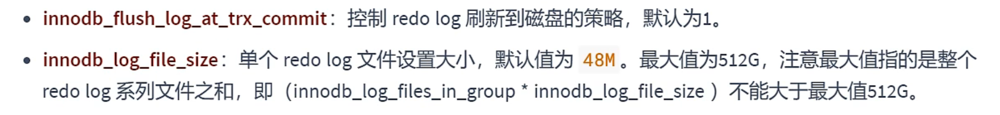 innodb_flush_log_at_trx_commit：控制 redo log 刷新到磁盘的策略，默认为1。
innodb_log_file_size：单个 redo log 文件设置大小，默认值为 48M 。最大值为512G，注意最大值指的是整个
redo log 系列文件之和，即（innodb_log_files_in_group * innodb_log_file_size ）不能大于最大值512G。